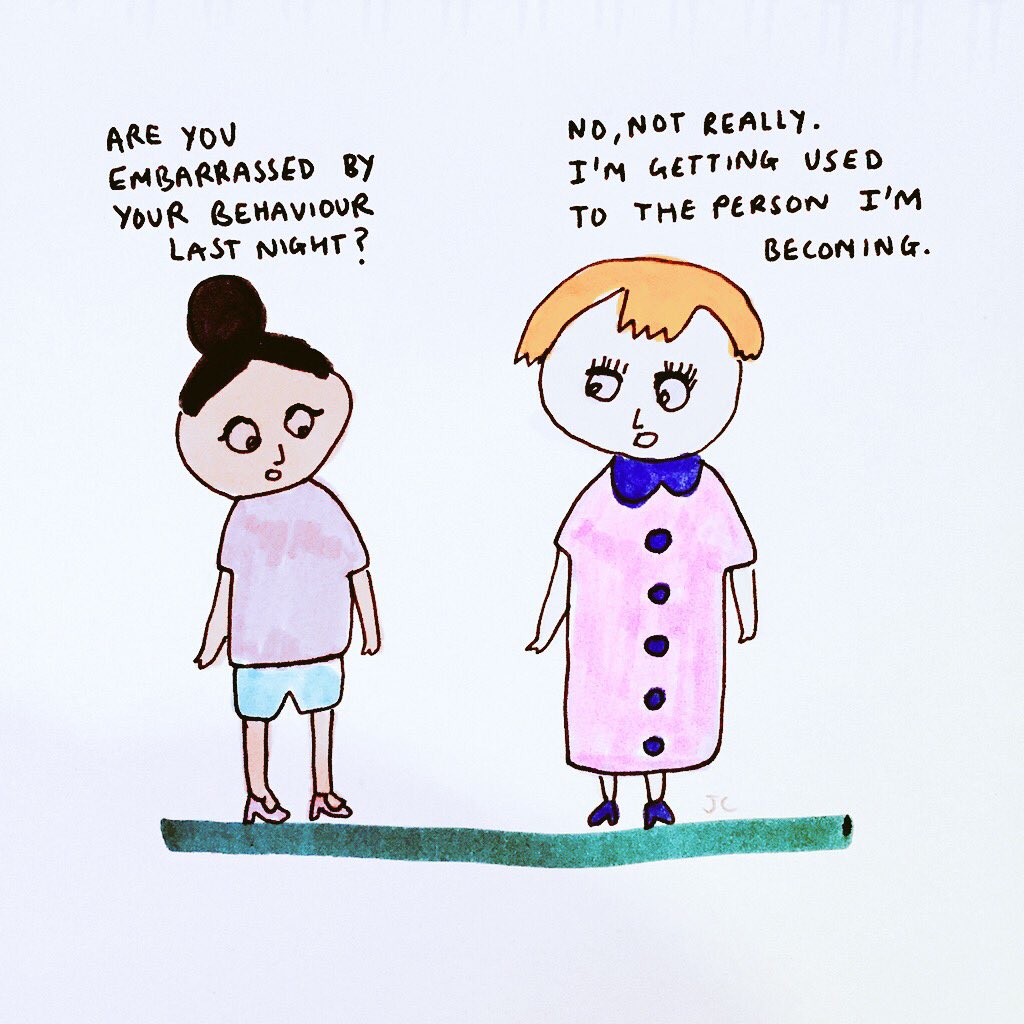 ARE YOU
EMBARRASSED BY
YOUR BEHAVIOUR
LAST NIGHT?
NO, NOT REALLY.
I'M GETTING USED
TO THE PERSON I'M
BECOMING.
JC